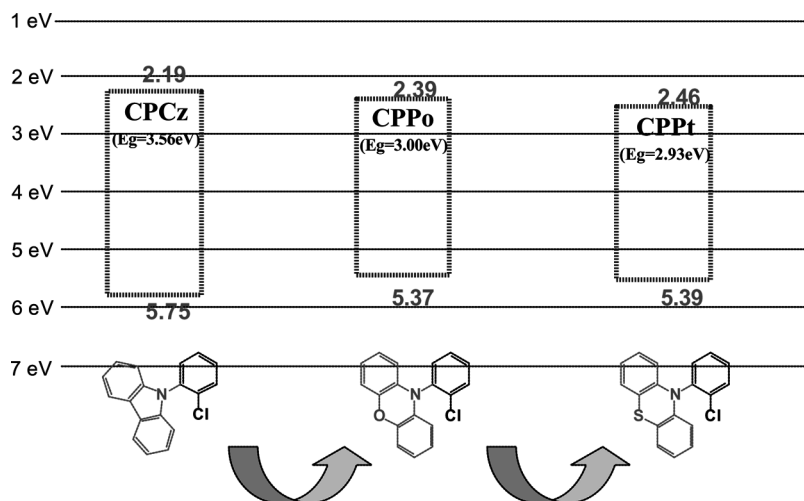 1 eV
2 eV
3 eV
4 eV
5 eV
6 eV
7 eV
2.19
CPCz
(Eg=3.56eV)
5.75
2.39
CPPo
(Eg=3.00eV)
5.37
2.46
CPPt
(Eg=2.93eV)
5.39
N
Cl
N
O
Cl
N
S
Cl